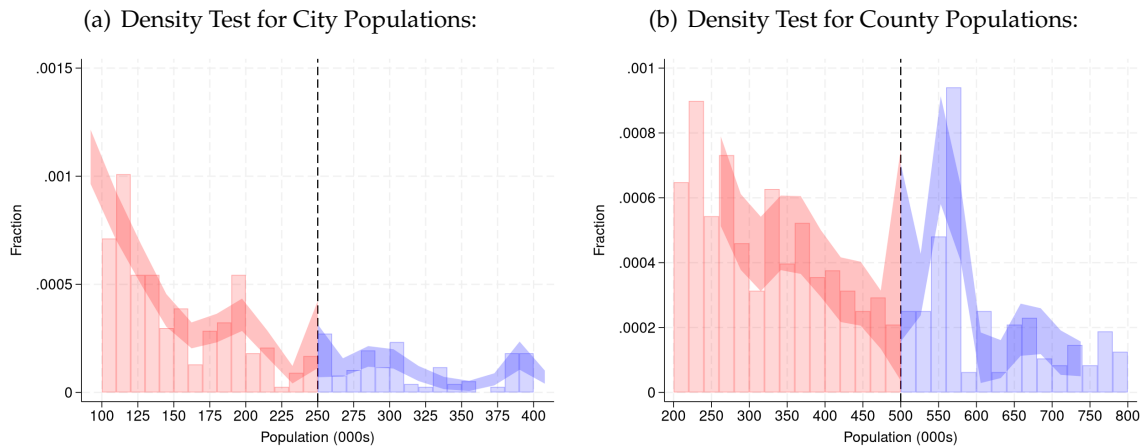 (a) Density Test for City Populations:
.0015
.001
.0005
0
Fraction
100 125 150 175 200 225 250 275 300 325 350 375 400
Population (000s)
(b) Density Test for County Populations:
.001
.0008
.0006
.0004
.0002
0
Fraction
200 250 300 350 400 450 500 550 600 650 700 750 800
Population (000s)